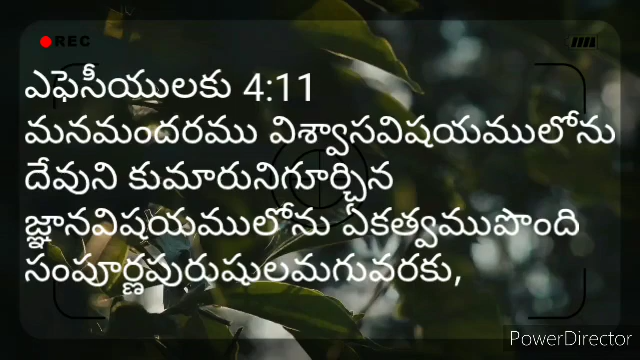 REC
ఎఫెసీయులకు 4:11
మనమందరము విశ్వాసవిషయములోను
దేవుని కుమారునిగూర్చిన
జ్ఞానవిషయములోను ఏకత్వముపొంది
సంపూర్ణపురుషులమగువరకు,
PowerDirector